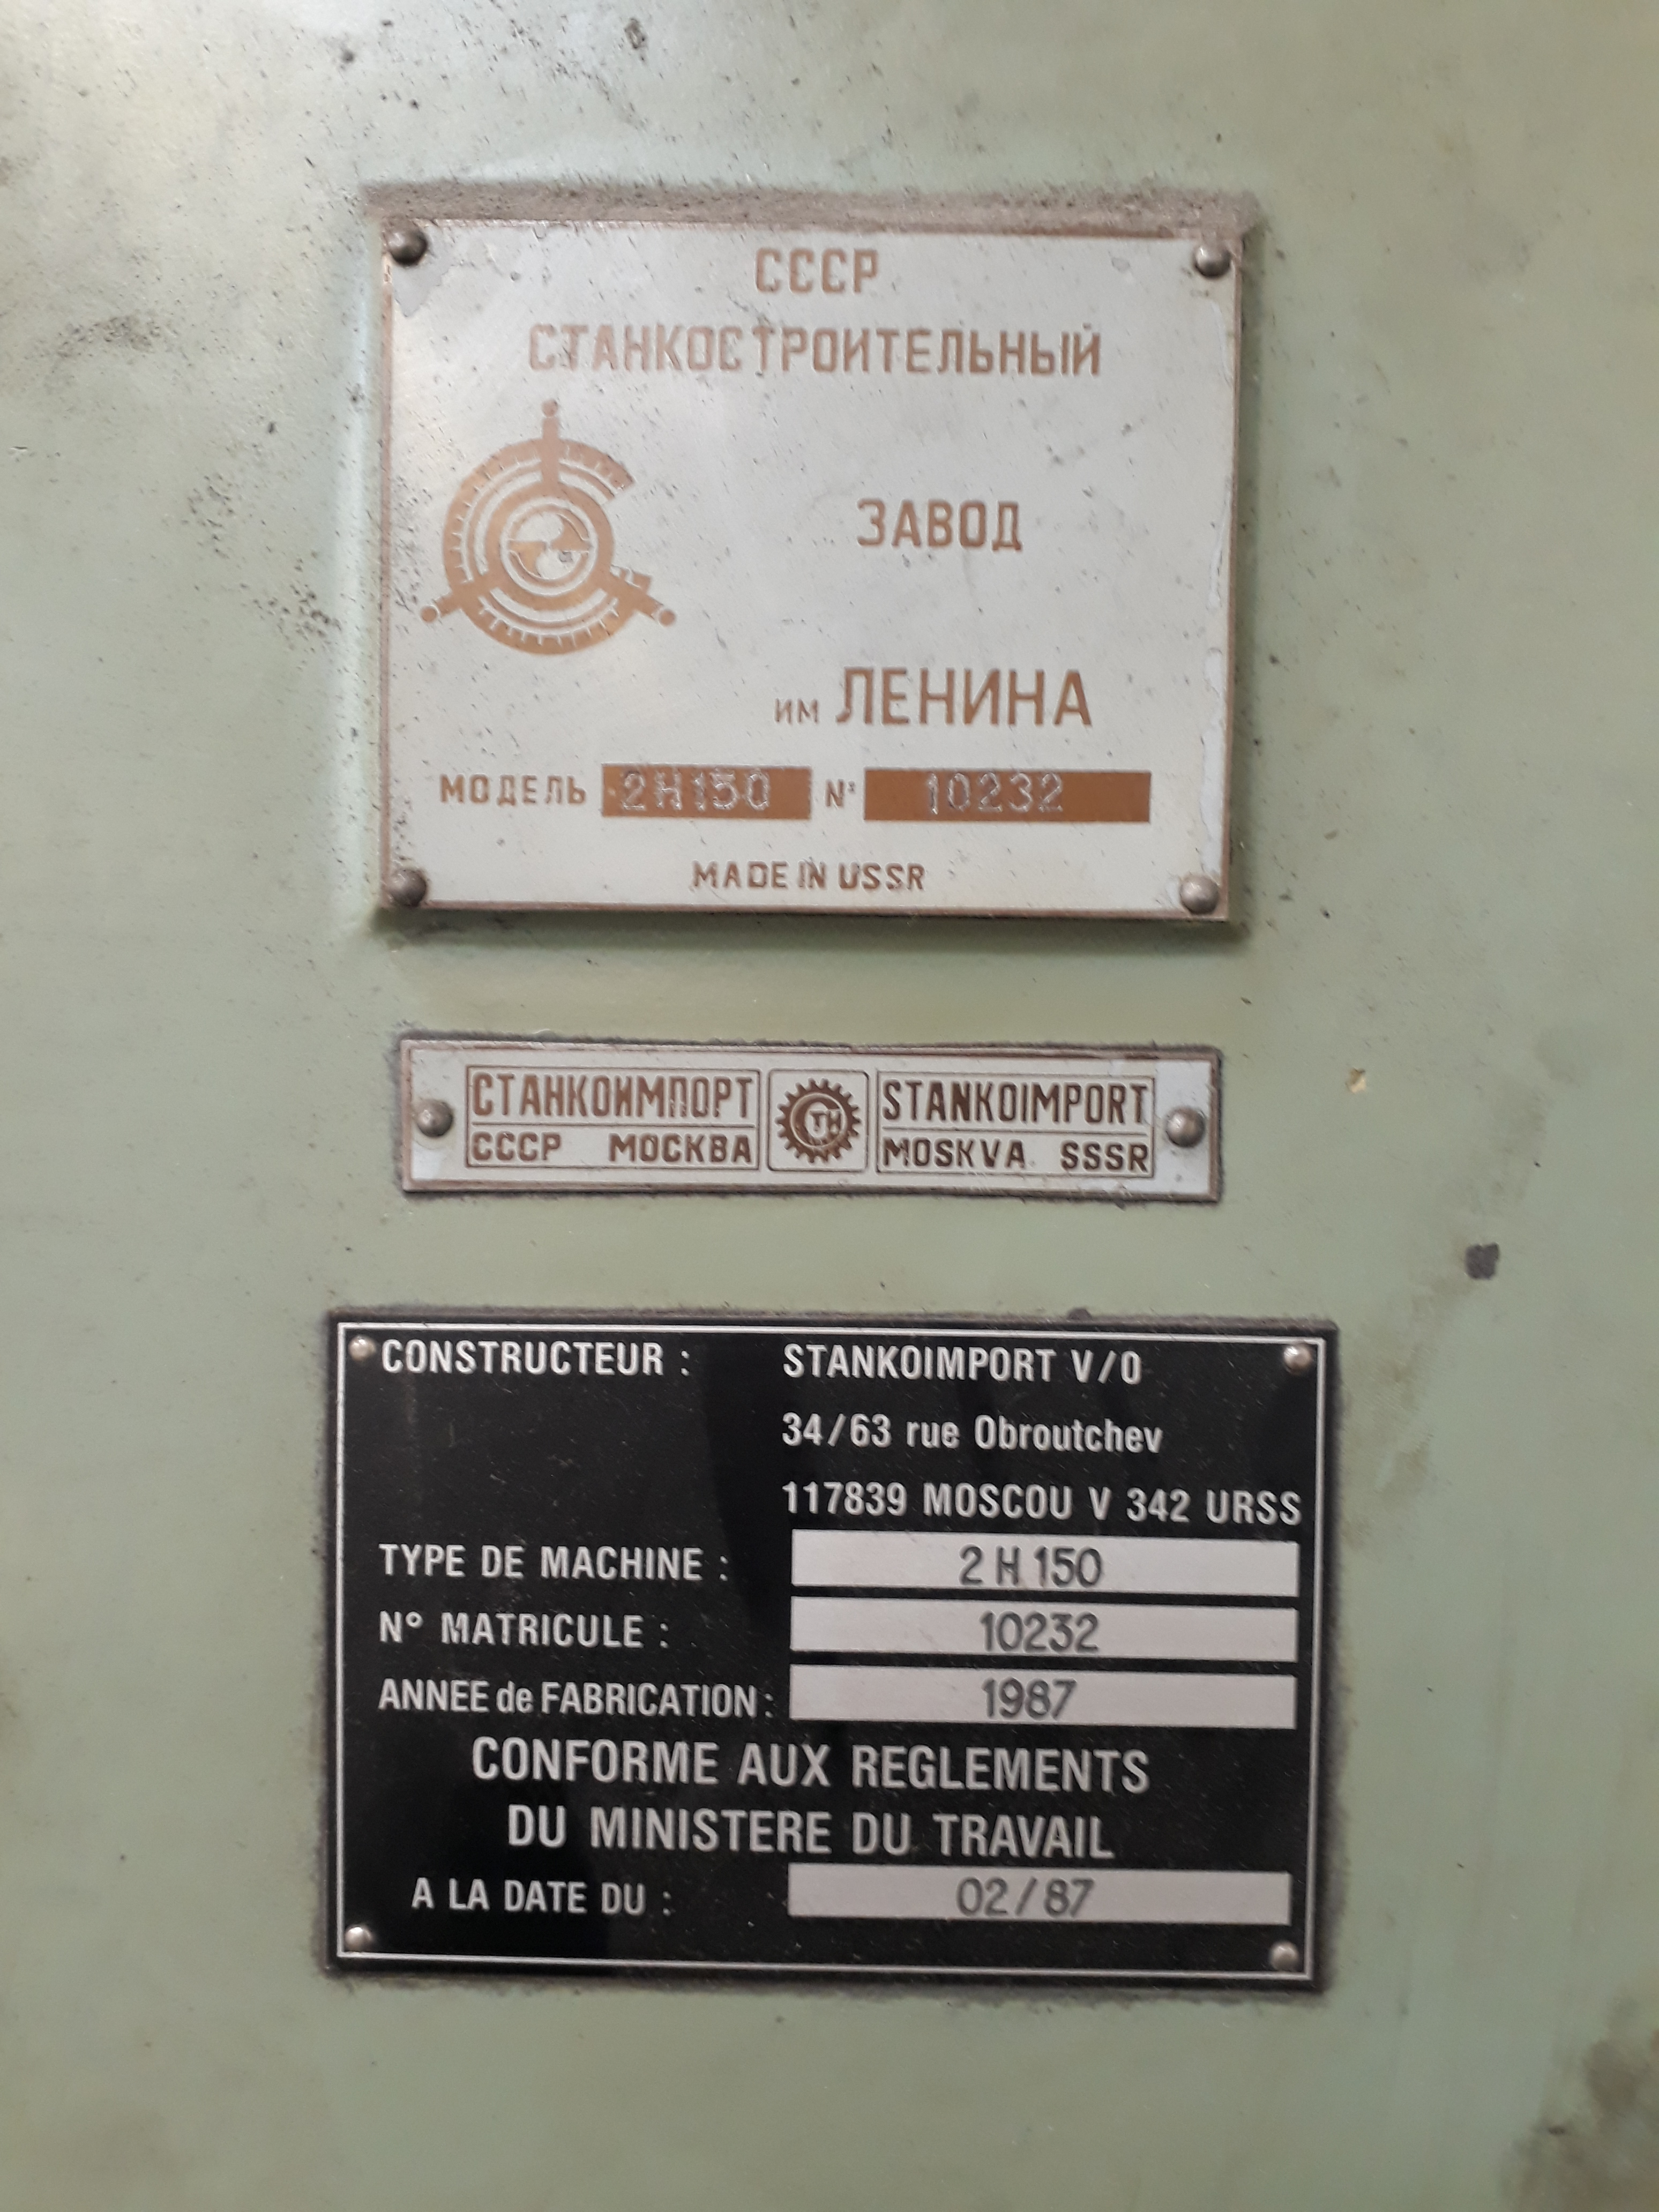 СССР
СТАНКОСТРОИТЕЛЬНЫЙ
ЗАВОД
им ЛЕНИНА
МОДЕЛЬ 2Н150 № 10232
MADE IN USSR
СТАНКОИМПОРТ СТН STANKOIMPORT
СССР МОСКВА MOSKVA SSSR
CONSTRUCTEUR : STANKOIMPORT V/O
34/63 rue Obroutchev
117839 MOSCOU V 342 URSS
TYPE DE MACHINE : 2 H 150
N° MATRICULE : 10232
ANNEE de FABRICATION : 1987
CONFORME AUX REGLEMENTS
DU MINISTERE DU TRAVAIL
A LA DATE DU : 02/87